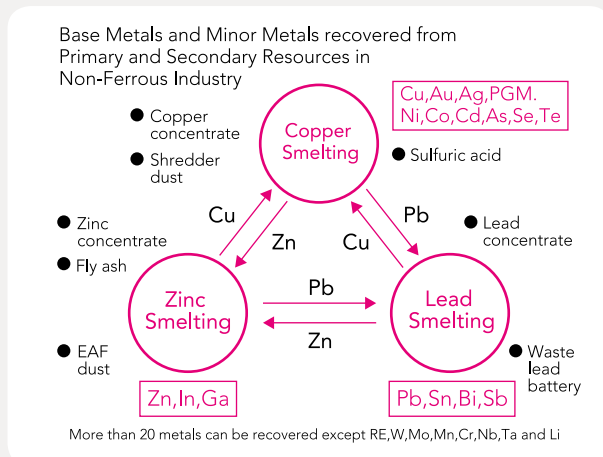 Base Metals and Minor Metals recovered from
Primary and Secondary Resources in
Non-Ferrous Industry
● Copper
concentrate
● Shredder
dust
Copper
Smelting
Cu,Au,Ag,PGM.
Ni,Co,Cd,As,Se,Te
● Sulfuric acid
● Zinc
concentrate
● Fly ash
Cu
Zn
Pb
Cu
● Lead
concentrate
Zinc
Smelting
Pb
Zn
Lead
Smelting
● EAF
dust
● Waste
lead
battery
Zn,In,Ga
Pb,Sn,Bi,Sb
More than 20 metals can be recovered except RE,W,Mo,Mn,Cr,Nb,Ta and Li